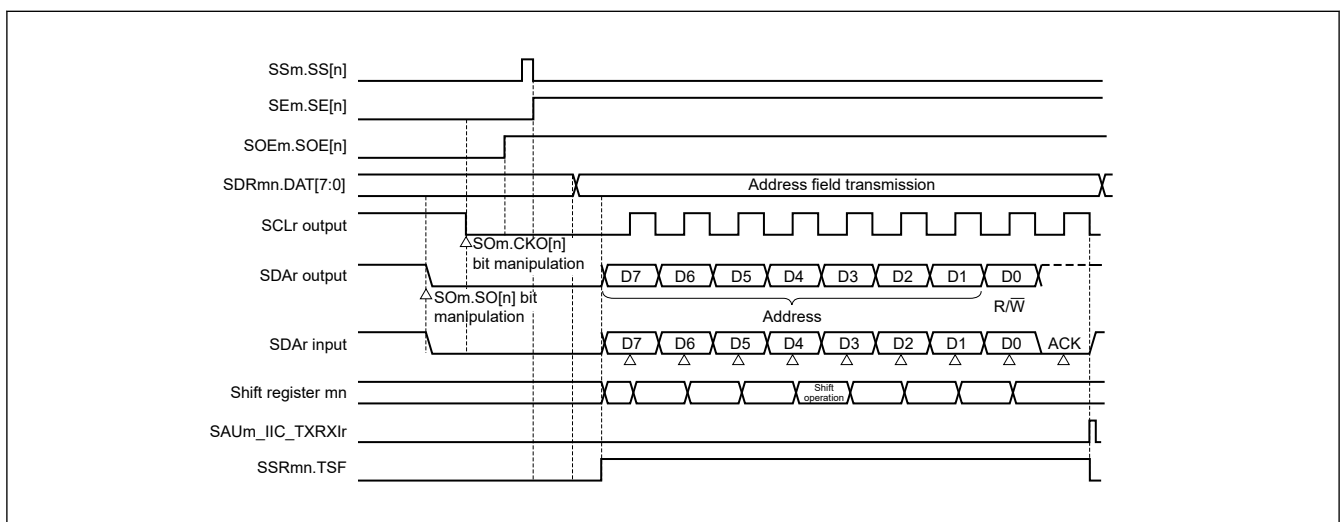 SSm.SS[n]
SEm.SE[n]
SOEm.SOE[n]
SDRmn.DAT[7:0]
Address field transmission
SCLr output
SOm.CKO[n]
bit manipulation
SDAr output
D7 D6 D5 D4 D3 D2 D1 D0
SOm.SO[n] bit
manipulation
Address
R/W̅
SDAr input
D7 D6 D5 D4 D3 D2 D1 D0 ACK
Shift register mn
Shift
operation
SAUm_IIC_TXRXIr
SSRmn.TSF